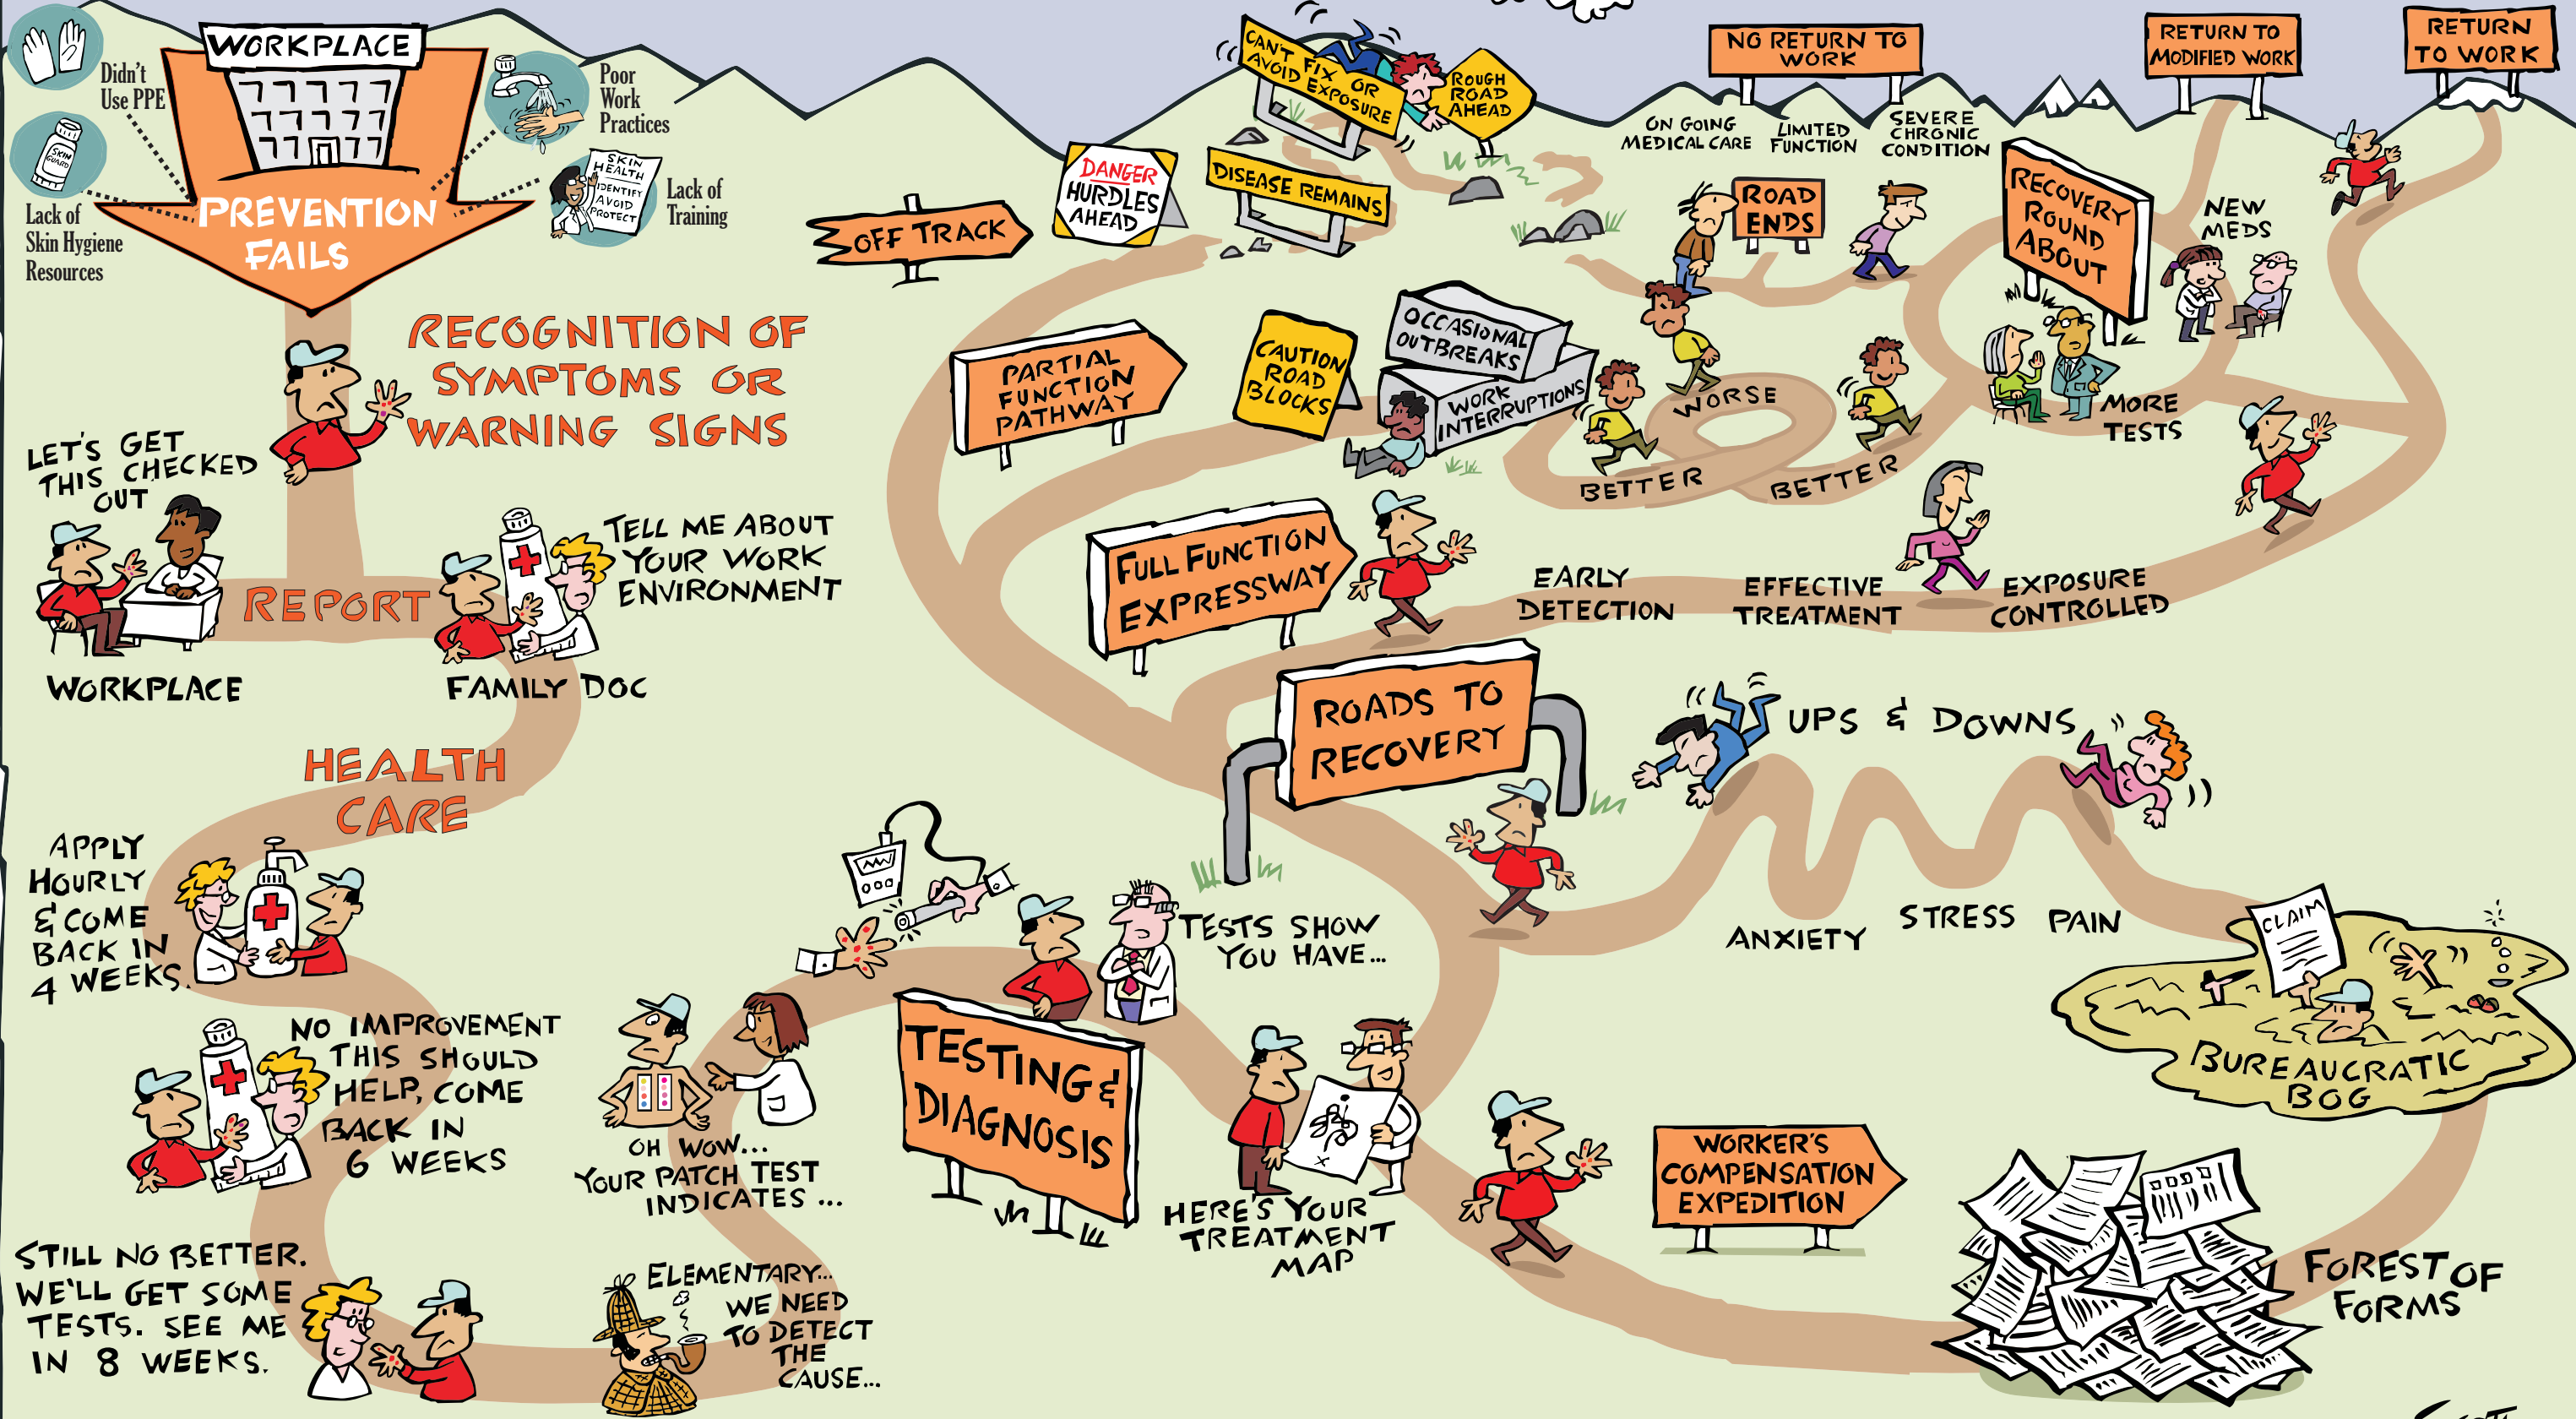 WORKPLACE
Didn't
Use PPE
Poor
Work
Practices
SKIN
GUARD
SKIN
HEALTH
IDENTIFY
AVOID
PROTECT
Lack of
Skin Hygiene
Resources
Lack of
Training
PREVENTION
FAILS
RECOGNITION OF
SYMPTOMS OR
WARNING SIGNS
LET'S GET
THIS CHECKED
OUT
REPORT
TELL ME ABOUT
YOUR WORK
ENVIRONMENT
WORKPLACE
FAMILY DOC
HEALTH
CARE
APPLY
HOURLY
& COME
BACK IN
4 WEEKS.
NO IMPROVEMENT
THIS SHOULD
HELP, COME
BACK IN
6 WEEKS
STILL NO BETTER.
WE'LL GET SOME
TESTS. SEE ME
IN 8 WEEKS.
ELEMENTARY...
WE NEED
TO DETECT
THE
CAUSE...
OH WOW...
YOUR PATCH TEST
INDICATES ...
TESTING &
DIAGNOSIS
TESTS SHOW
YOU HAVE...
HERE'S YOUR
TREATMENT
MAP
WORKER'S
COMPENSATION
EXPEDITION
FOREST OF
FORMS
CLAIM
BUREAUCRATIC
BOG
UPS & DOWNS
ANXIETY
STRESS
PAIN
ROADS TO
RECOVERY
FULL FUNCTION
EXPRESSWAY
EARLY
DETECTION
EFFECTIVE
TREATMENT
EXPOSURE
CONTROLLED
PARTIAL
FUNCTION
PATHWAY
CAUTION
ROAD
BLOCKS
OCCASIONAL
OUTBREAKS
WORK
INTERRUPTIONS
BETTER
WORSE
BETTER
OFF TRACK
DANGER
HURDLES
AHEAD
DISEASE REMAINS
CAN'T FIX OR
AVOID EXPOSURE
ROUGH
ROAD
AHEAD
NO RETURN TO
WORK
ON GOING
MEDICAL CARE
LIMITED
FUNCTION
SEVERE
CHRONIC
CONDITION
ROAD
ENDS
RECOVERY
ROUND
ABOUT
NEW
MEDS
MORE
TESTS
RETURN TO
MODIFIED WORK
RETURN
TO WORK